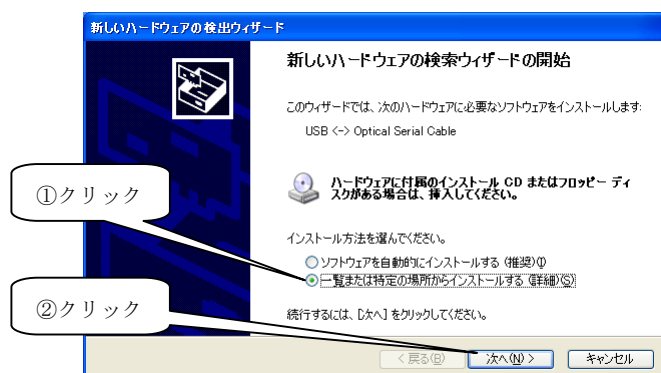 新しいハードウェアの検出ウィザード
新しいハードウェアの検索ウィザードの開始
このウィザードでは、次のハードウェアに必要なソフトウェアをインストールします:
USB <-> Optical Serial Cable
ハードウェアに付属のインストール CD またはフロッピー ディ
スクがある場合は、挿入してください。
①クリック
インストール方法を選んでください。
ソフトウェアを自動的にインストールする (推奨)(I)
一覧または特定の場所からインストールする (詳細)(S)
②クリック
続行するには、[次へ] をクリックしてください。
< 戻る(B)
次へ(N) >
キャンセル